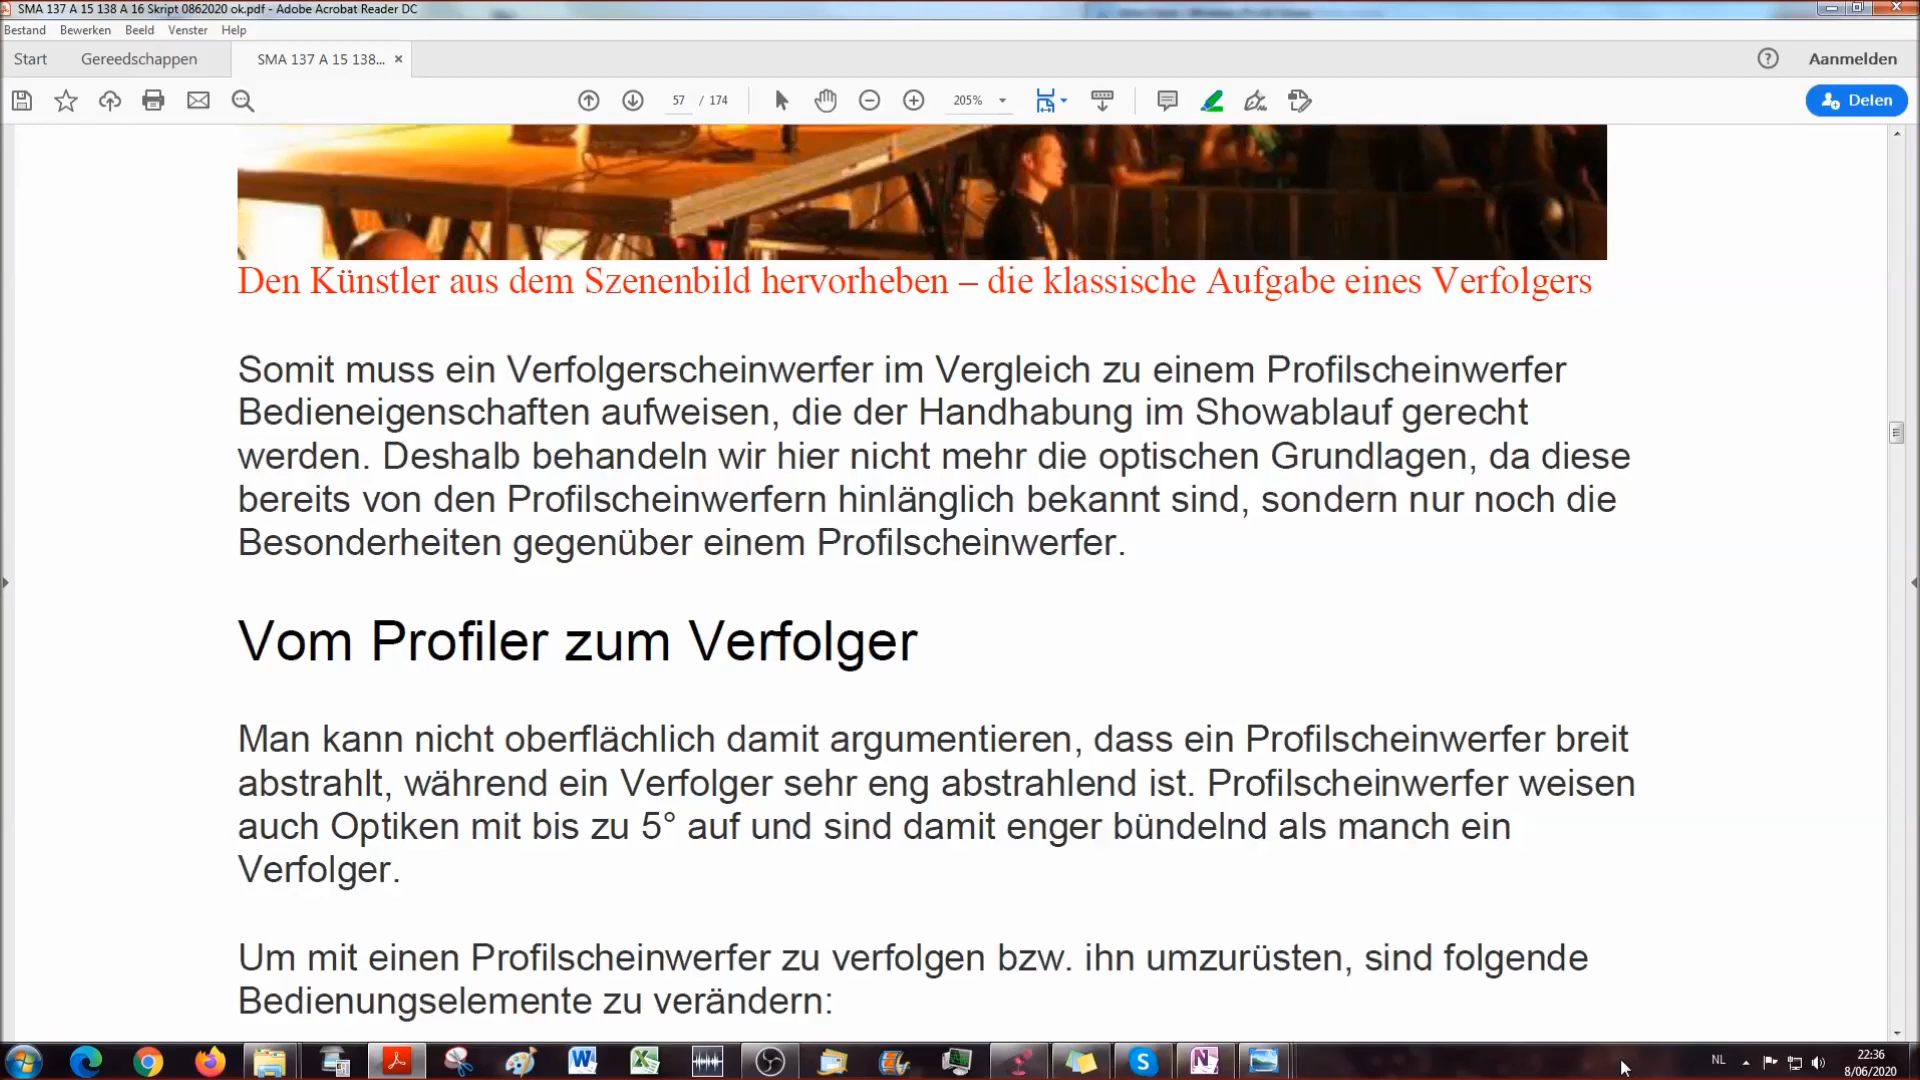 SMA 137 A 15 138 A 16 Skript 0862020 ok.pdf - Adobe Acrobat Reader DC
Bestand Bewerken Beeld Venster Help
Start Gereedschappen SMA 137 A 15 138... × Aanmelden
57 / 174 205% Delen
Den Künstler aus dem Szenenbild hervorheben – die klassische Aufgabe eines Verfolgers
Somit muss ein Verfolgerscheinwerfer im Vergleich zu einem Profilscheinwerfer
Bedieneigenschaften aufweisen, die der Handhabung im Showablauf gerecht
werden. Deshalb behandeln wir hier nicht mehr die optischen Grundlagen, da diese
bereits von den Profilscheinwerfern hinlänglich bekannt sind, sondern nur noch die
Besonderheiten gegenüber einem Profilscheinwerfer.
Vom Profiler zum Verfolger
Man kann nicht oberflächlich damit argumentieren, dass ein Profilscheinwerfer breit
abstrahlt, während ein Verfolger sehr eng abstrahlend ist. Profilscheinwerfer weisen
auch Optiken mit bis zu 5° auf und sind damit enger bündelnd als manch ein
Verfolger.
Um mit einen Profilscheinwerfer zu verfolgen bzw. ihn umzurüsten, sind folgende
Bedienungselemente zu verändern:
NL 22:36
8/06/2020